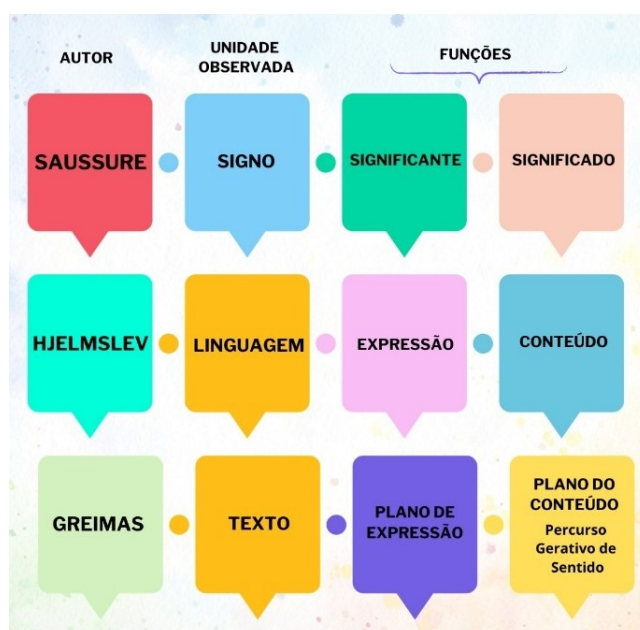 AUTOR
UNIDADE
OBSERVADA
FUNÇÕES
SAUSSURE
SIGNO
SIGNIFICANTE
SIGNIFICADO
HJELMSLEV
LINGUAGEM
EXPRESSÃO
CONTEÚDO
GREIMAS
TEXTO
PLANO DE
EXPRESSÃO
PLANO DO
CONTEÚDO
Percurso
Gerativo de
Sentido